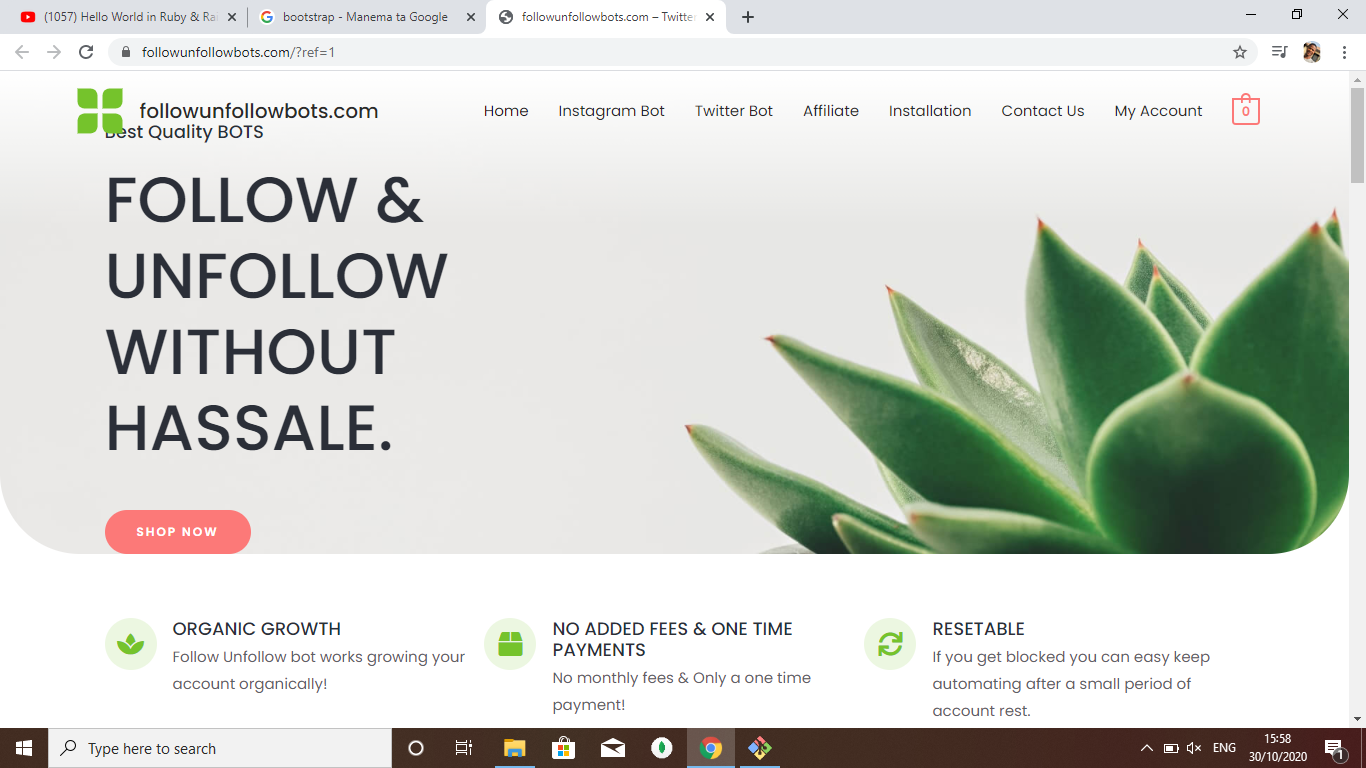 (1057) Hello World in Ruby & Ra
bootstrap - Manema ta Google
followunfollowbots.com – Twitter
followunfollowbots.com/?ref=1
followunfollowbots.com
Home
Instagram Bot
Twitter Bot
Affiliate
Installation
Contact Us
My Account
0
Best Quality BOTS
FOLLOW &
UNFOLLOW
WITHOUT
HASSALE.
SHOP NOW
ORGANIC GROWTH
Follow Unfollow bot works growing your
account organically!
NO ADDED FEES & ONE TIME
PAYMENTS
No monthly fees & Only a one time
payment!
RESETABLE
If you get blocked you can easy keep
automating after a small period of
account rest.
Type here to search
ENG
15:58
30/10/2020
1